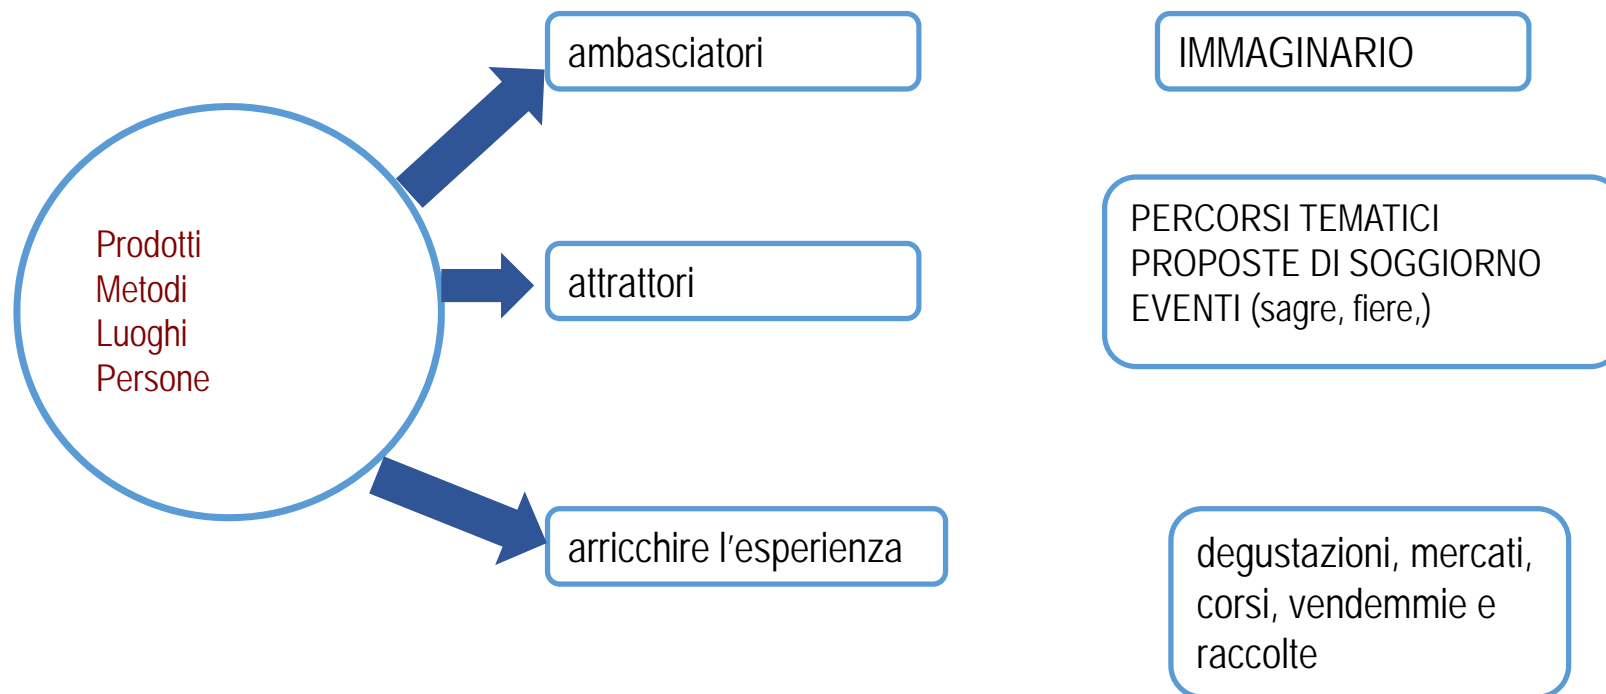 ambasciatori
IMMAGINARIO
Prodotti
Metodi
Luoghi
Persone
attrattori
PERCORSI TEMATICI
PROPOSTE DI SOGGIORNO
EVENTI (sagre, fiere,)
arricchire l’esperienza
degustazioni, mercati,
corsi, vendemmie e
raccolte